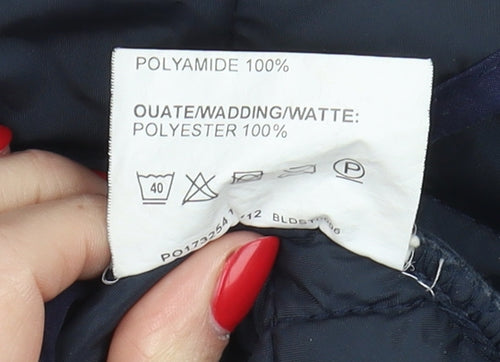 POLYAMIDE 100%
OUATE/WADDING/WATTE:
POLYESTER 100%
40
P